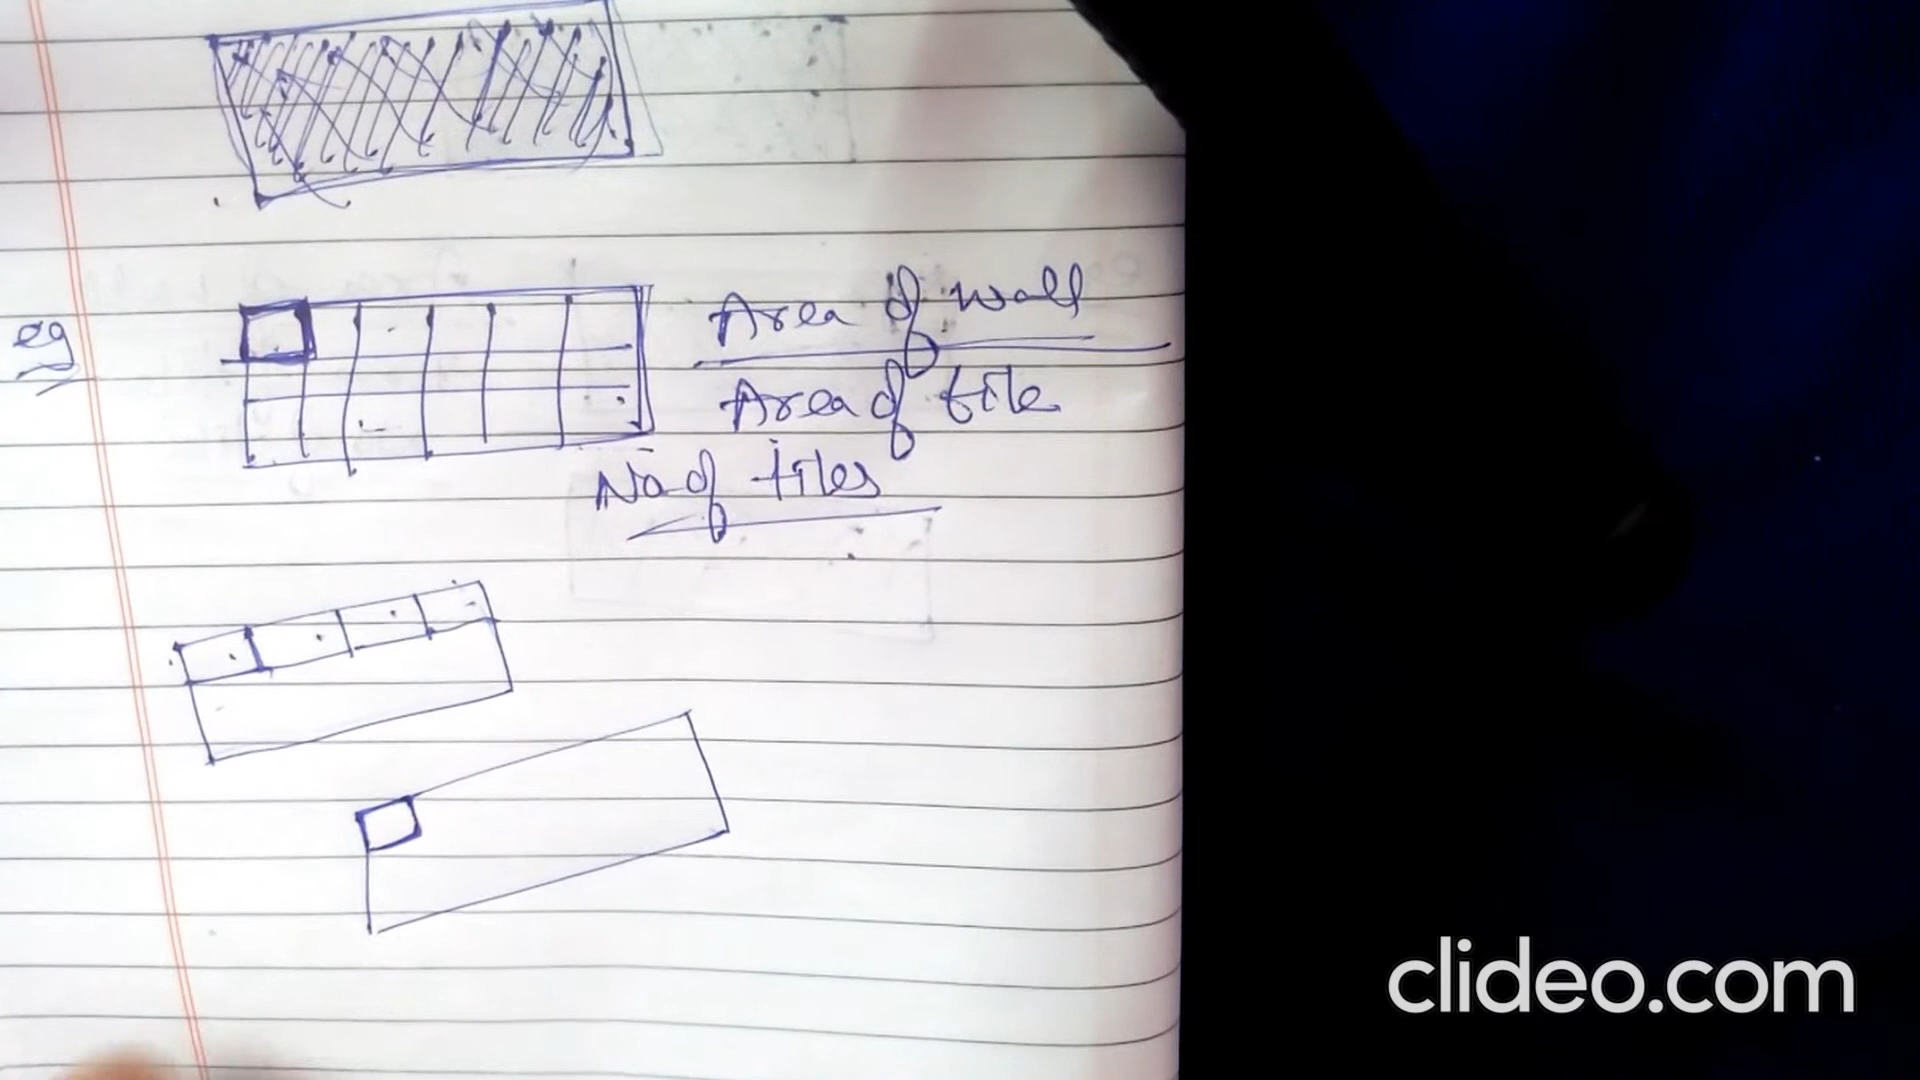 eg
Area of wall
Area of tile
No of tiles
clideo.com